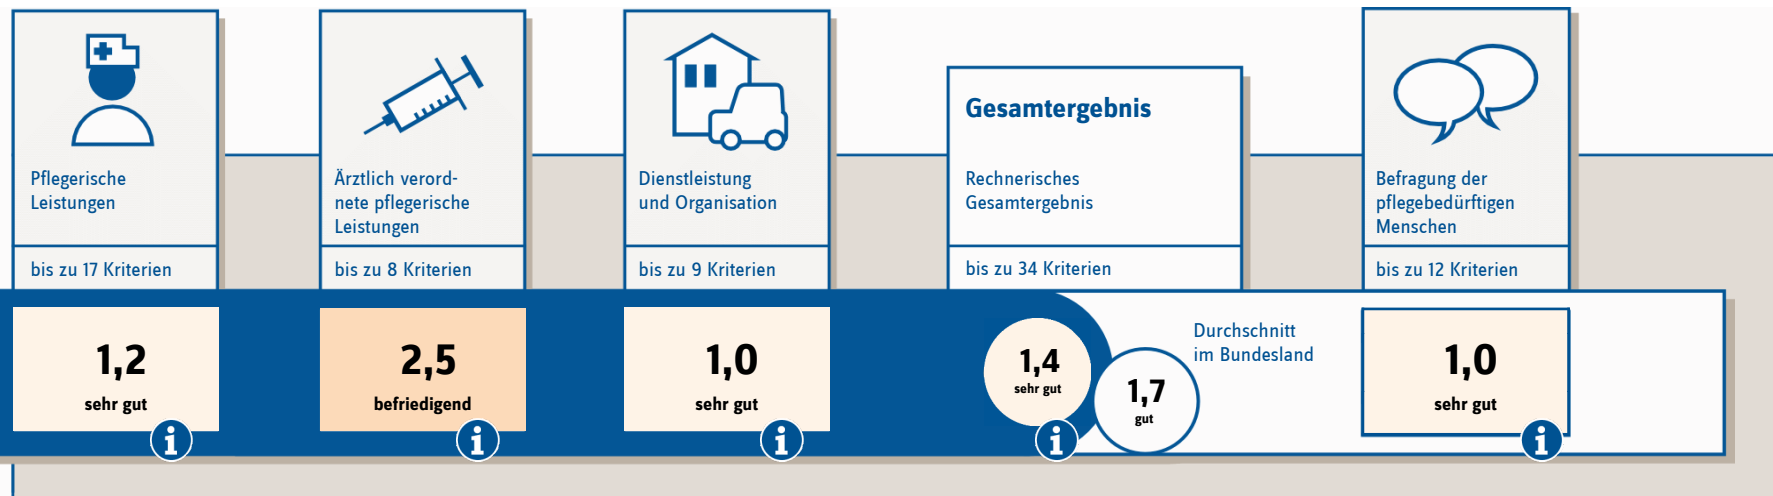 Pflegerische
Leistungen
bis zu 17 Kriterien
1,2
sehr gut
i
Ärztlich verord-
nete pflegerische
Leistungen
bis zu 8 Kriterien
2,5
befriedigend
i
Dienstleistung
und Organisation
bis zu 9 Kriterien
1,0
sehr gut
i
Gesamtergebnis
Rechnerisches
Gesamtergebnis
bis zu 34 Kriterien
1,4
sehr gut
i
1,7
gut
Durchschnitt
im Bundesland
Befragung der
pflegebedürftigen
Menschen
bis zu 12 Kriterien
1,0
sehr gut
i